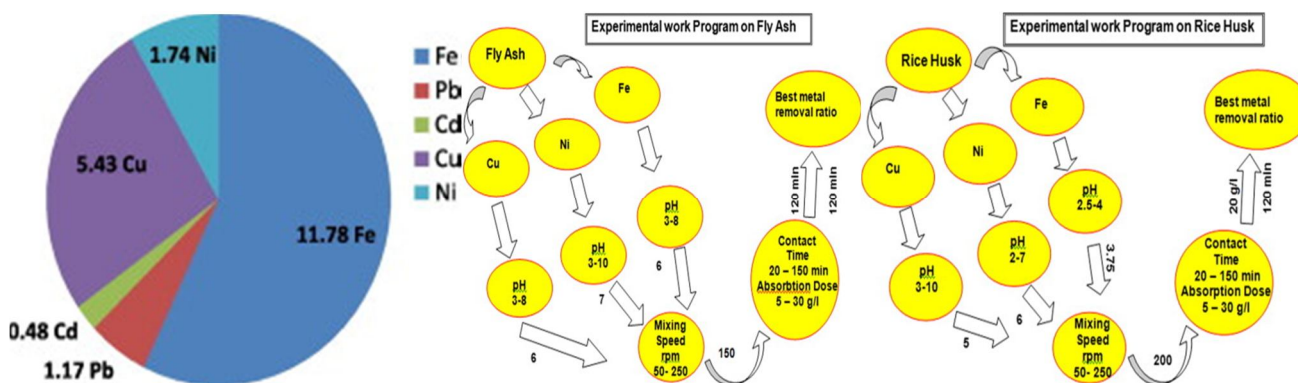 1.74 Ni
5.43 Cu
11.78 Fe
0.48 Cd
1.17 Pb
Fe
Pb
Cd
Cu
Ni
Experimental work Program on Fly Ash
Fly Ash
Fe
Ni
Cu
pH
3-8
pH
3-10
pH
3-8
6
7
6
Mixing
Speed
rpm
50- 250
150
Contact
Time
20 – 150 min
Absorbtion Dose
5 – 30 g/l
120 min
120 min
Best metal
removal ratio
Experimental work Program on Rice Husk
Rice Husk
Fe
Ni
Cu
pH
2.5-4
pH
2-7
pH
3-10
3.75
6
5
Mixing
Speed
rpm
50- 250
200
Contact
Time
20 – 150 min
Absorption Dose
5 – 30 g/l
20 g/l
120 min
Best metal
removal ratio